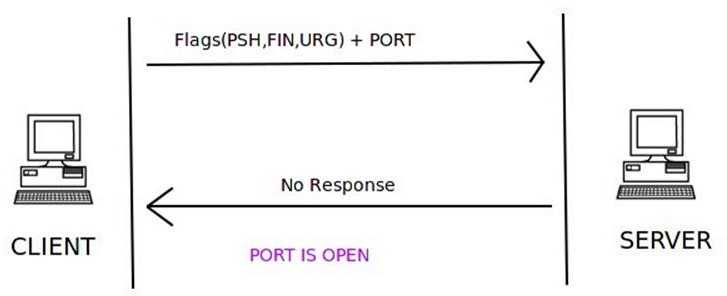 Flags(PSH,FIN,URG) + PORT
No Response
CLIENT
SERVER
PORT IS OPEN